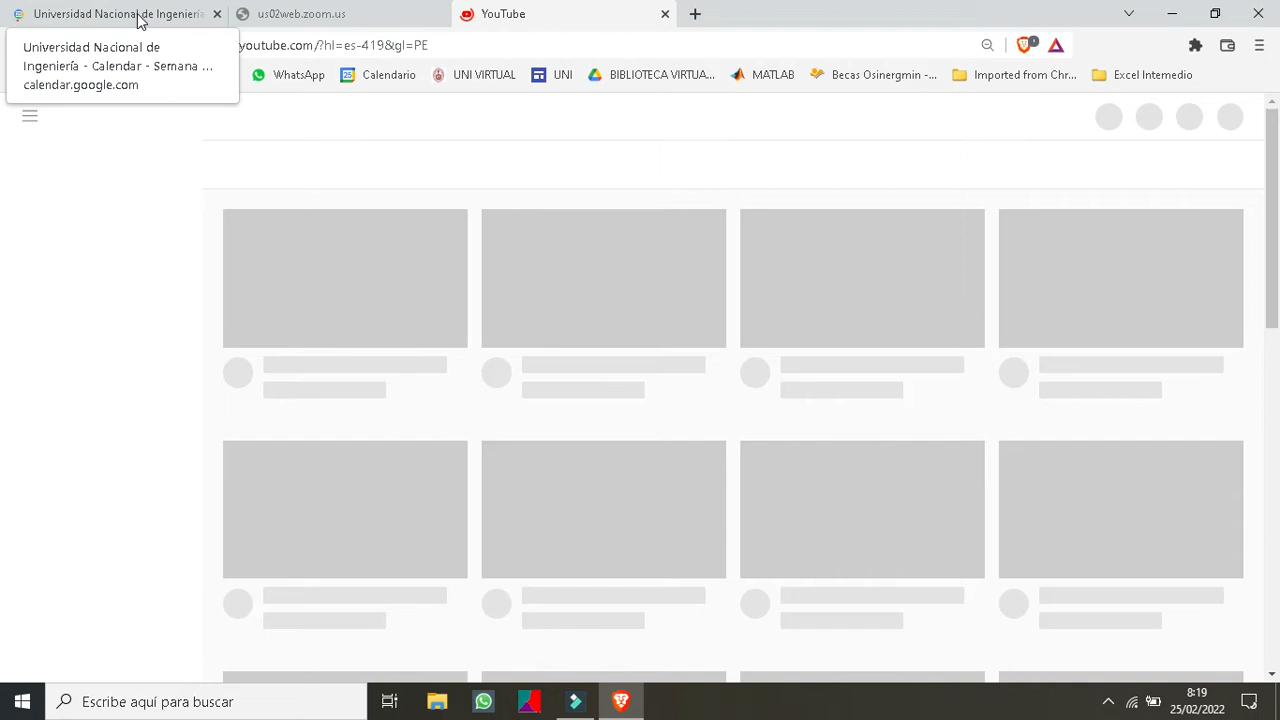 Universidad Nacional de Ingenierí
us02web.zoom.us
YouTube
Universidad Nacional de
Ingeniería - Calendar - Semana ...
calendar.google.com
youtube.com/?hl=es-419&gl=PE
WhatsApp
Calendario
UNI VIRTUAL
UNI
BIBLIOTECA VIRTUA...
MATLAB
Becas Osinergmin -...
Imported from Chr...
Excel Intermedio
Escribe aquí para buscar
8:19
25/02/2022